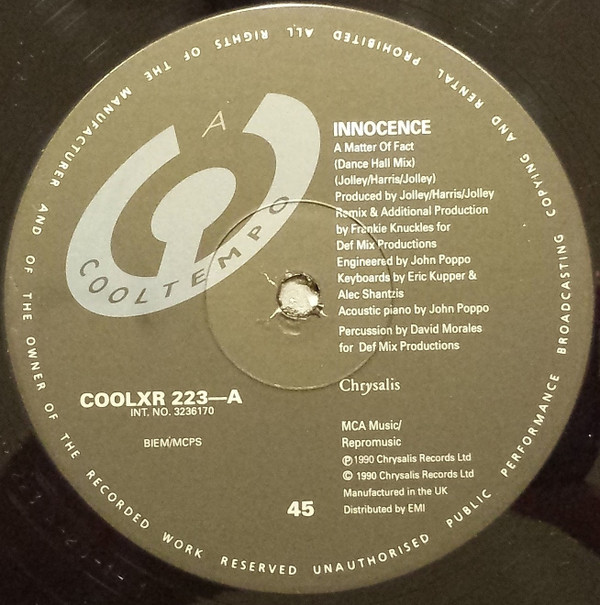 ALL RIGHTS OF THE MANUFACTURER AND OF THE OWNER OF THE RECORDED WORK RESERVED UNAUTHORISED PUBLIC PERFORMANCE BROADCASTING COPYING AND RENTAL PROHIBITED
A
COOLTEMPO
INNOCENCE
A Matter Of Fact
(Dance Hall Mix)
(Jolley/Harris/Jolley)
Produced by Jolley/Harris/Jolley
Remix & Additional Production
by Frankie Knuckles for
Def Mix Productions
Engineered by John Poppo
Keyboards by Eric Kupper &
Alec Shantzis
Acoustic piano by John Poppo
Percussion by David Morales
for Def Mix Productions
Chrysalis
COOLXR 223—A
INT. NO. 3236170
BIEM/MCPS
MCA Music/
Repromusic
℗ 1990 Chrysalis Records Ltd
© 1990 Chrysalis Records Ltd
Manufactured in the UK
Distributed by EMI
45